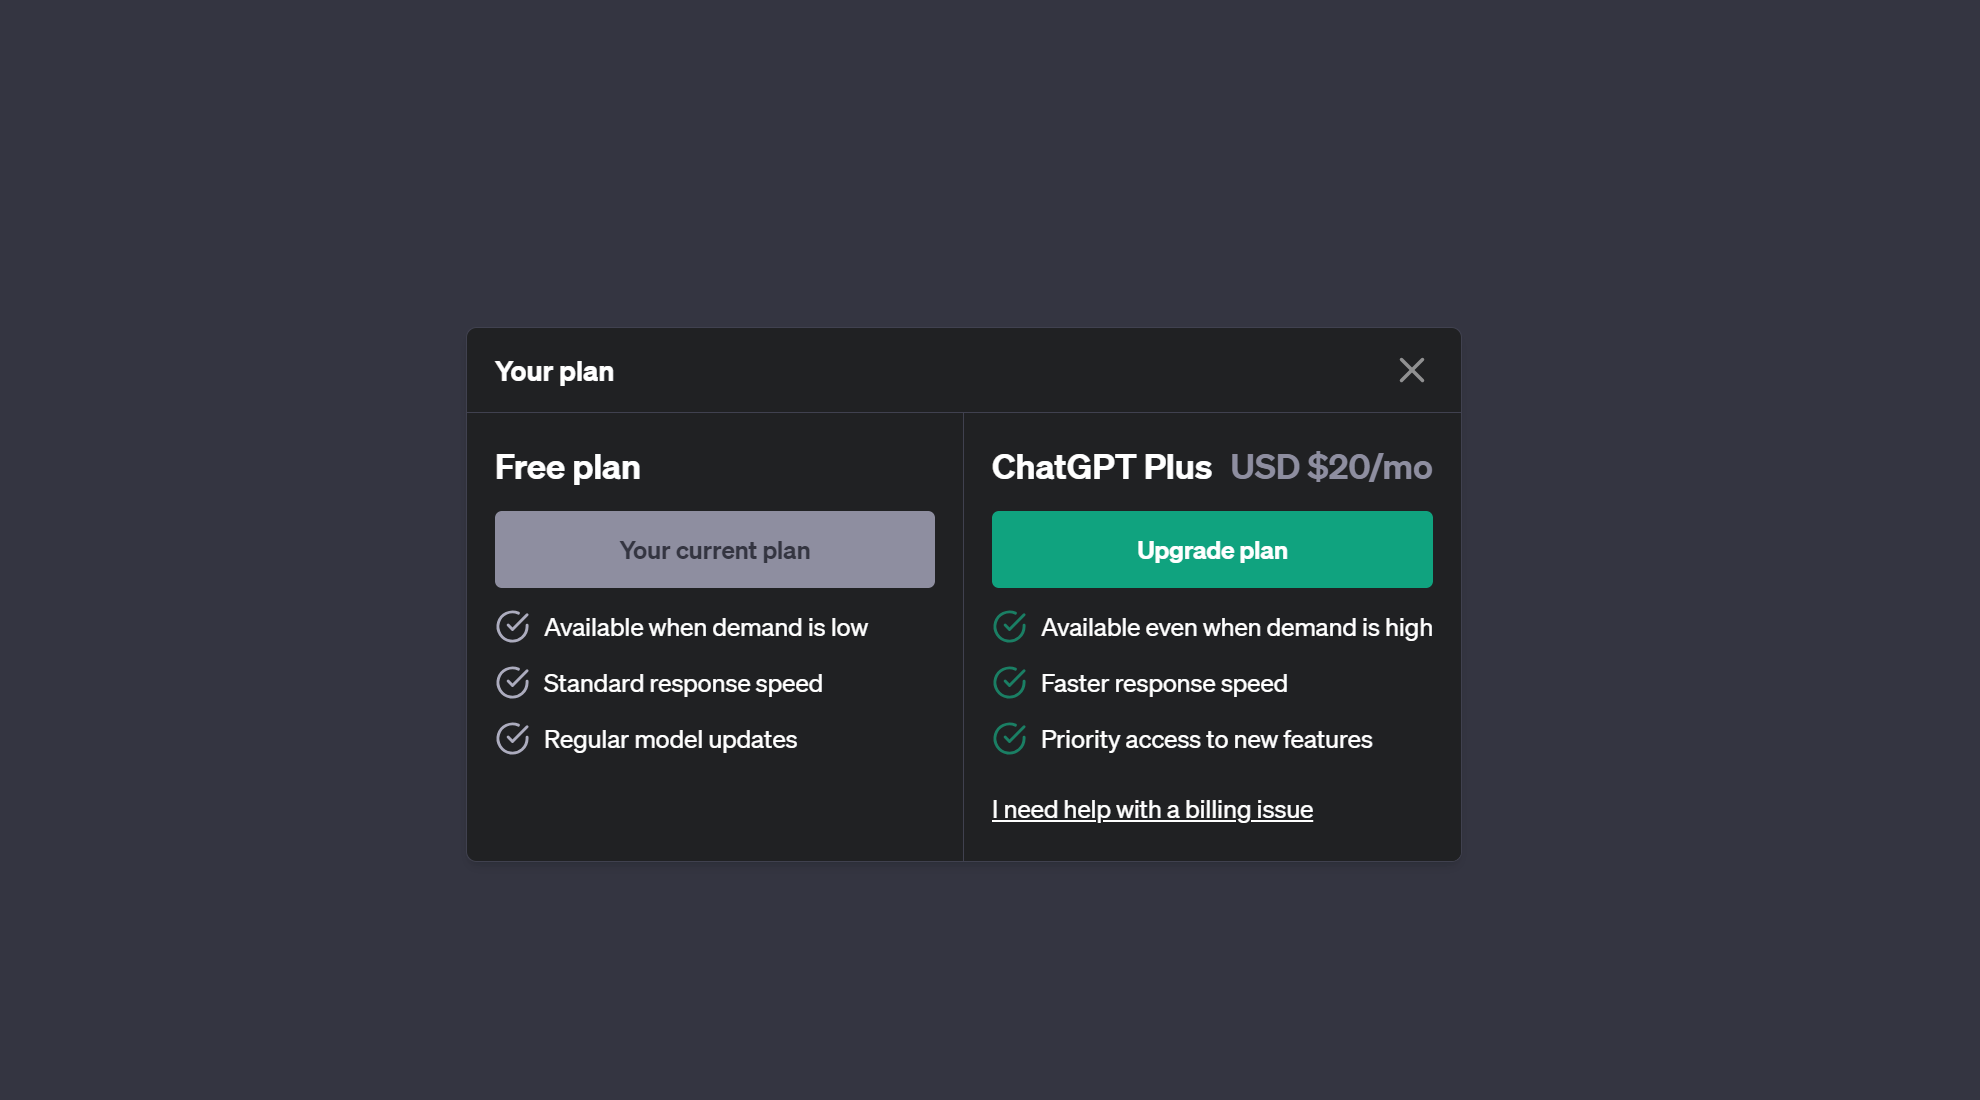 Your plan
Free plan
Your current plan
Available when demand is low
Standard response speed
Regular model updates
ChatGPT Plus USD $20/mo
Upgrade plan
Available even when demand is high
Faster response speed
Priority access to new features
I need help with a billing issue